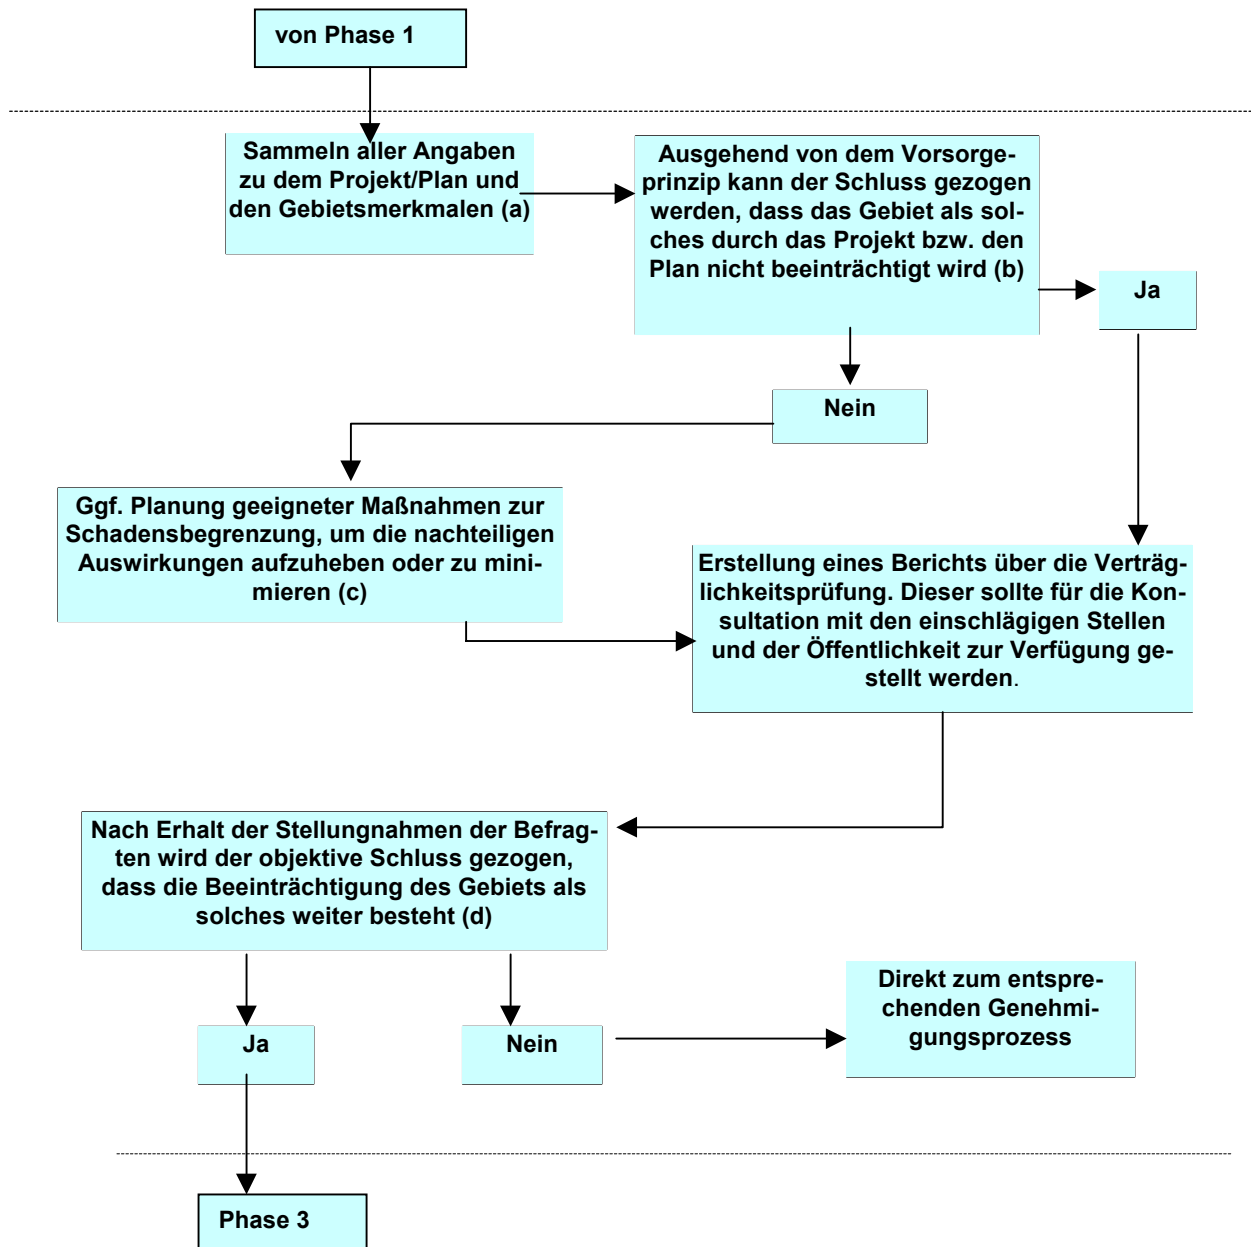 von Phase 1
Sammeln aller Angaben
zu dem Projekt/Plan und
den Gebietsmerkmalen (a)
Ausgehend von dem Vorsorge-
prinzip kann der Schluss gezogen
werden, dass das Gebiet als sol-
ches durch das Projekt bzw. den
Plan nicht beeinträchtigt wird (b)
Ja
Nein
Ggf. Planung geeigneter Maßnahmen zur
Schadensbegrenzung, um die nachteiligen
Auswirkungen aufzuheben oder zu mini-
mieren (c)
Erstellung eines Berichts über die Verträg-
lichkeitsprüfung. Dieser sollte für die Kon-
sultation mit den einschlägigen Stellen
und der Öffentlichkeit zur Verfügung ge-
stellt werden.
Nach Erhalt der Stellungnahmen der Befrag-
ten wird der objektive Schluss gezogen,
dass die Beeinträchtigung des Gebiets als
solches weiter besteht (d)
Ja
Nein
Direkt zum entspre-
chenden Genehmi-
gungsprozess
Phase 3